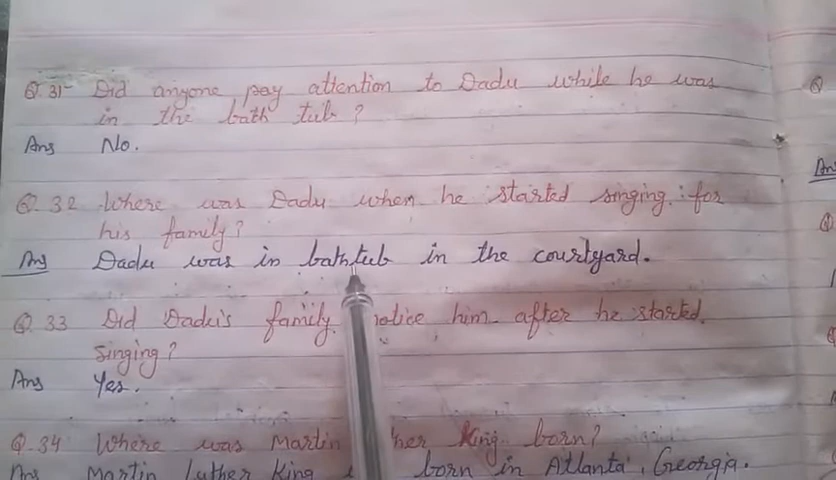 Q.31 Did anyone pay attention to Dadu while he was
in the bath tub?
Ans No.
Q.32 Where was Dadu when he started singing for
his family?
Ans Dadu was in bathtub in the courtyard.
Q.33 Did Dadu's family notice him after he started
singing?
Ans Yes.
Q.34 Where was Martin her King born?
Ans Martin Luther King born in Atlanta, Georgia.
Q
Ans
Q